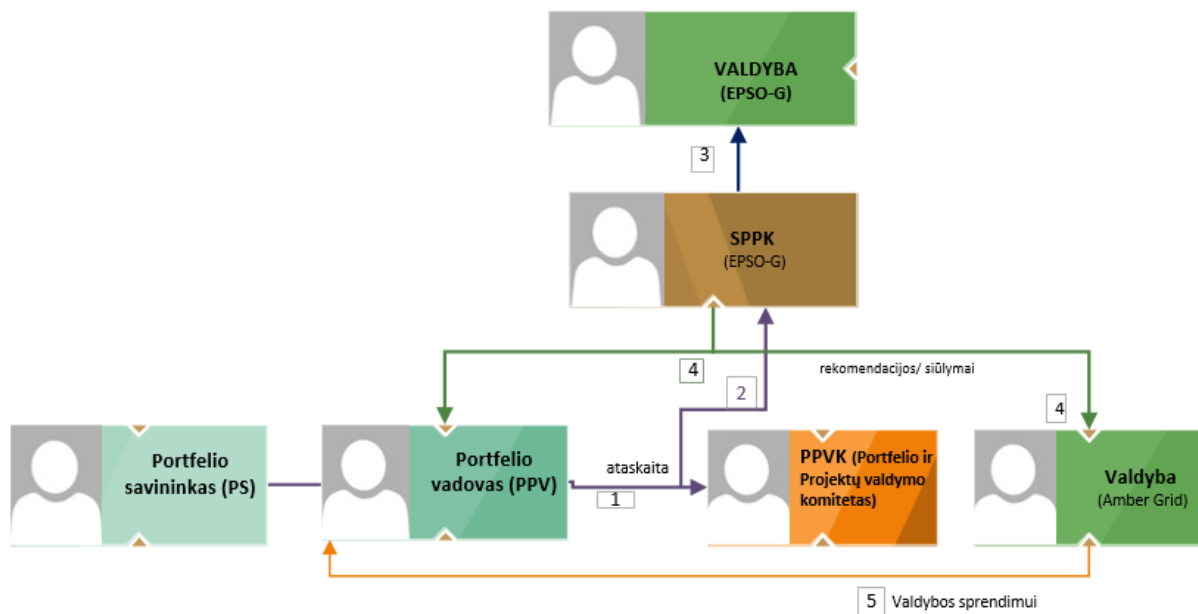 VALDYBA
(EPSO-G)
3
SPPK
(EPSO-G)
4
rekomendacijos/ siūlymai
2
4
Portfelio
savininkas (PS)
Portfelio
vadovas (PPV)
ataskaita
1
PPVK (Portfelio ir
Projektų valdymo
komitetas)
Valdyba
(Amber Grid)
5 Valdybos sprendimui